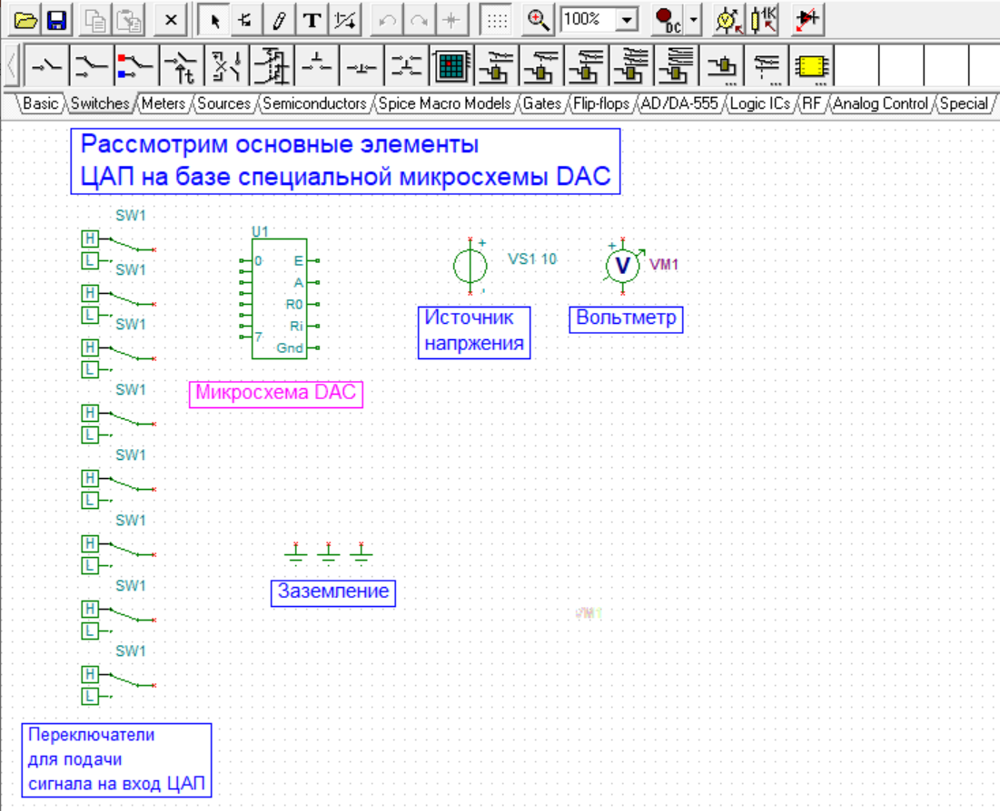 100%
DC
1K
T
Basic Switches Meters Sources Semiconductors Spice Macro Models Gates Flip-flops AD/DA-555 Logic ICs RF Analog Control Special
Рассмотрим основные элементы
ЦАП на базе специальной микросхемы DAC
SW1
H
L
SW1
H
L
SW1
H
L
SW1
H
L
SW1
H
L
SW1
H
L
SW1
H
L
SW1
H
L
Переключатели
для подачи
сигнала на вход ЦАП
U1
0 E
A
R0
Ri
7
Gnd
Микросхема DAC
VS1 10
Источник
напржения
V VM1
Вольтметр
Заземление